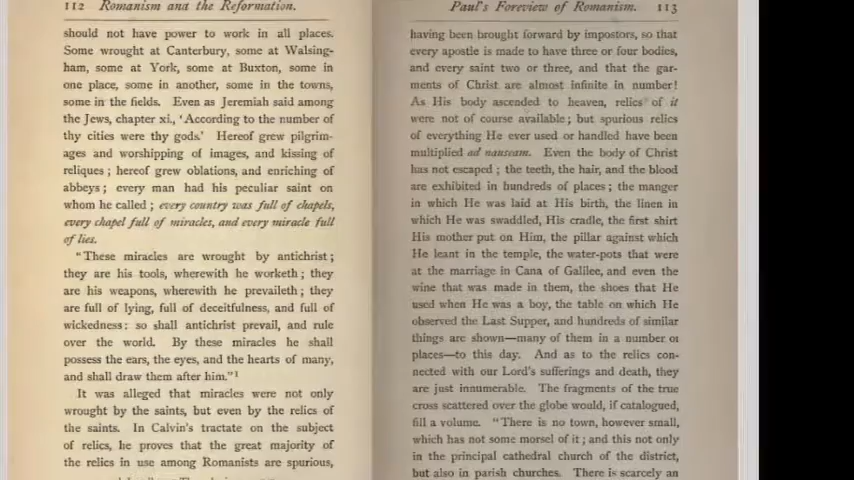 112 Romanism and the Reformation.
should not have power to work in all places.
Some wrought at Canterbury, some at Walsing-
ham, some at York, some at Buxton, some in
one place, some in another, some in the towns,
some in the fields. Even as Jeremiah said among
the Jews, chapter xi., 'According to the number of
thy cities were thy gods.' Hereof grew pilgrim-
ages and worshipping of images, and kissing of
reliques; hereof grew oblations, and enriching of
abbeys; every man had his peculiar saint on
whom he called; every country was full of chapels,
every chapel full of miracles, and every miracle full
of lies.
"These miracles are wrought by antichrist;
they are his tools, wherewith he worketh; they
are his weapons, wherewith he prevaileth; they
are full of lying, full of deceitfulness, and full of
wickedness: so shall antichrist prevail, and rule
over the world. By these miracles he shall
possess the ears, the eyes, and the hearts of many,
and shall draw them after him."1
It was alleged that miracles were not only
wrought by the saints, but even by the relics of
the saints. In Calvin's tractate on the subject
of relics, he proves that the great majority of
the relics in use among Romanists are spurious,
Paul's Foreview of Romanism. 113
having been brought forward by impostors, so that
every apostle is made to have three or four bodies,
and every saint two or three, and that the gar-
ments of Christ are almost infinite in number!
As His body ascended to heaven, relics of it
were not of course available; but spurious relics
of everything He ever used or handled have been
multiplied ad nauseam. Even the body of Christ
has not escaped; the teeth, the hair, and the blood
are exhibited in hundreds of places; the manger
in which He was laid at His birth, the linen in
which He was swaddled, His cradle, the first shirt
His mother put on Him, the pillar against which
He leant in the temple, the water-pots that were
at the marriage in Cana of Galilee, and even the
wine that was made in them, the shoes that He
used when He was a boy, the table on which He
observed the Last Supper, and hundreds of similar
things are shown—many of them in a number of
places—to this day. And as to the relics con-
nected with our Lord's sufferings and death, they
are just innumerable. The fragments of the true
cross scattered over the globe would, if catalogued,
fill a volume. "There is no town, however small,
which has not some morsel of it; and this not only
in the principal cathedral church of the district,
but also in parish churches. There is scarcely an